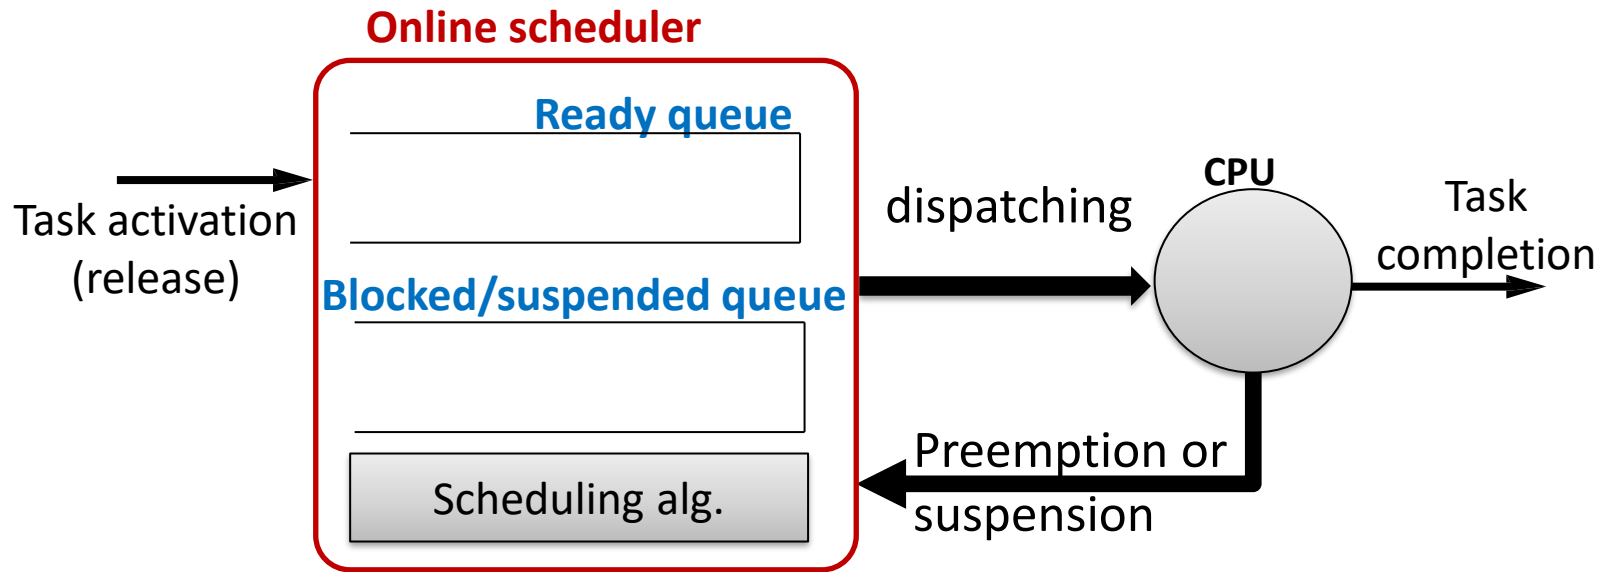 Online scheduler
Ready queue
Task activation
(release)
Blocked/suspended queue
Scheduling alg.
dispatching
CPU
Task
completion
Preemption or
suspension